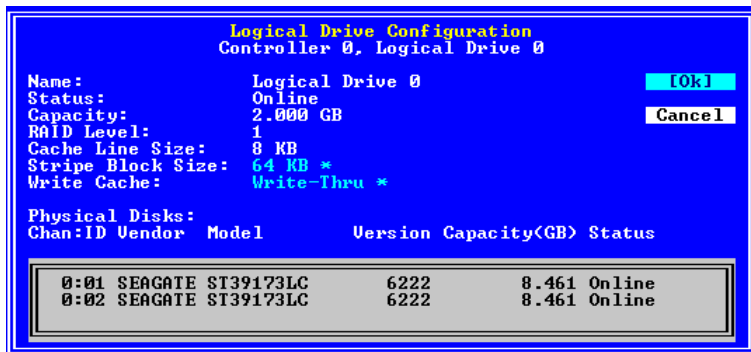 Logical Drive Configuration
Controller 0, Logical Drive 0
Name: Logical Drive 0 [Ok]
Status: Online
Capacity: 2.000 GB Cancel
RAID Level: 1
Cache Line Size: 8 KB
Stripe Block Size: 64 KB *
Write Cache: Write-Thru *
Physical Disks:
Chan:ID Vendor Model Version Capacity(GB) Status
0:01 SEAGATE ST39173LC 6222 8.461 Online
0:02 SEAGATE ST39173LC 6222 8.461 Online